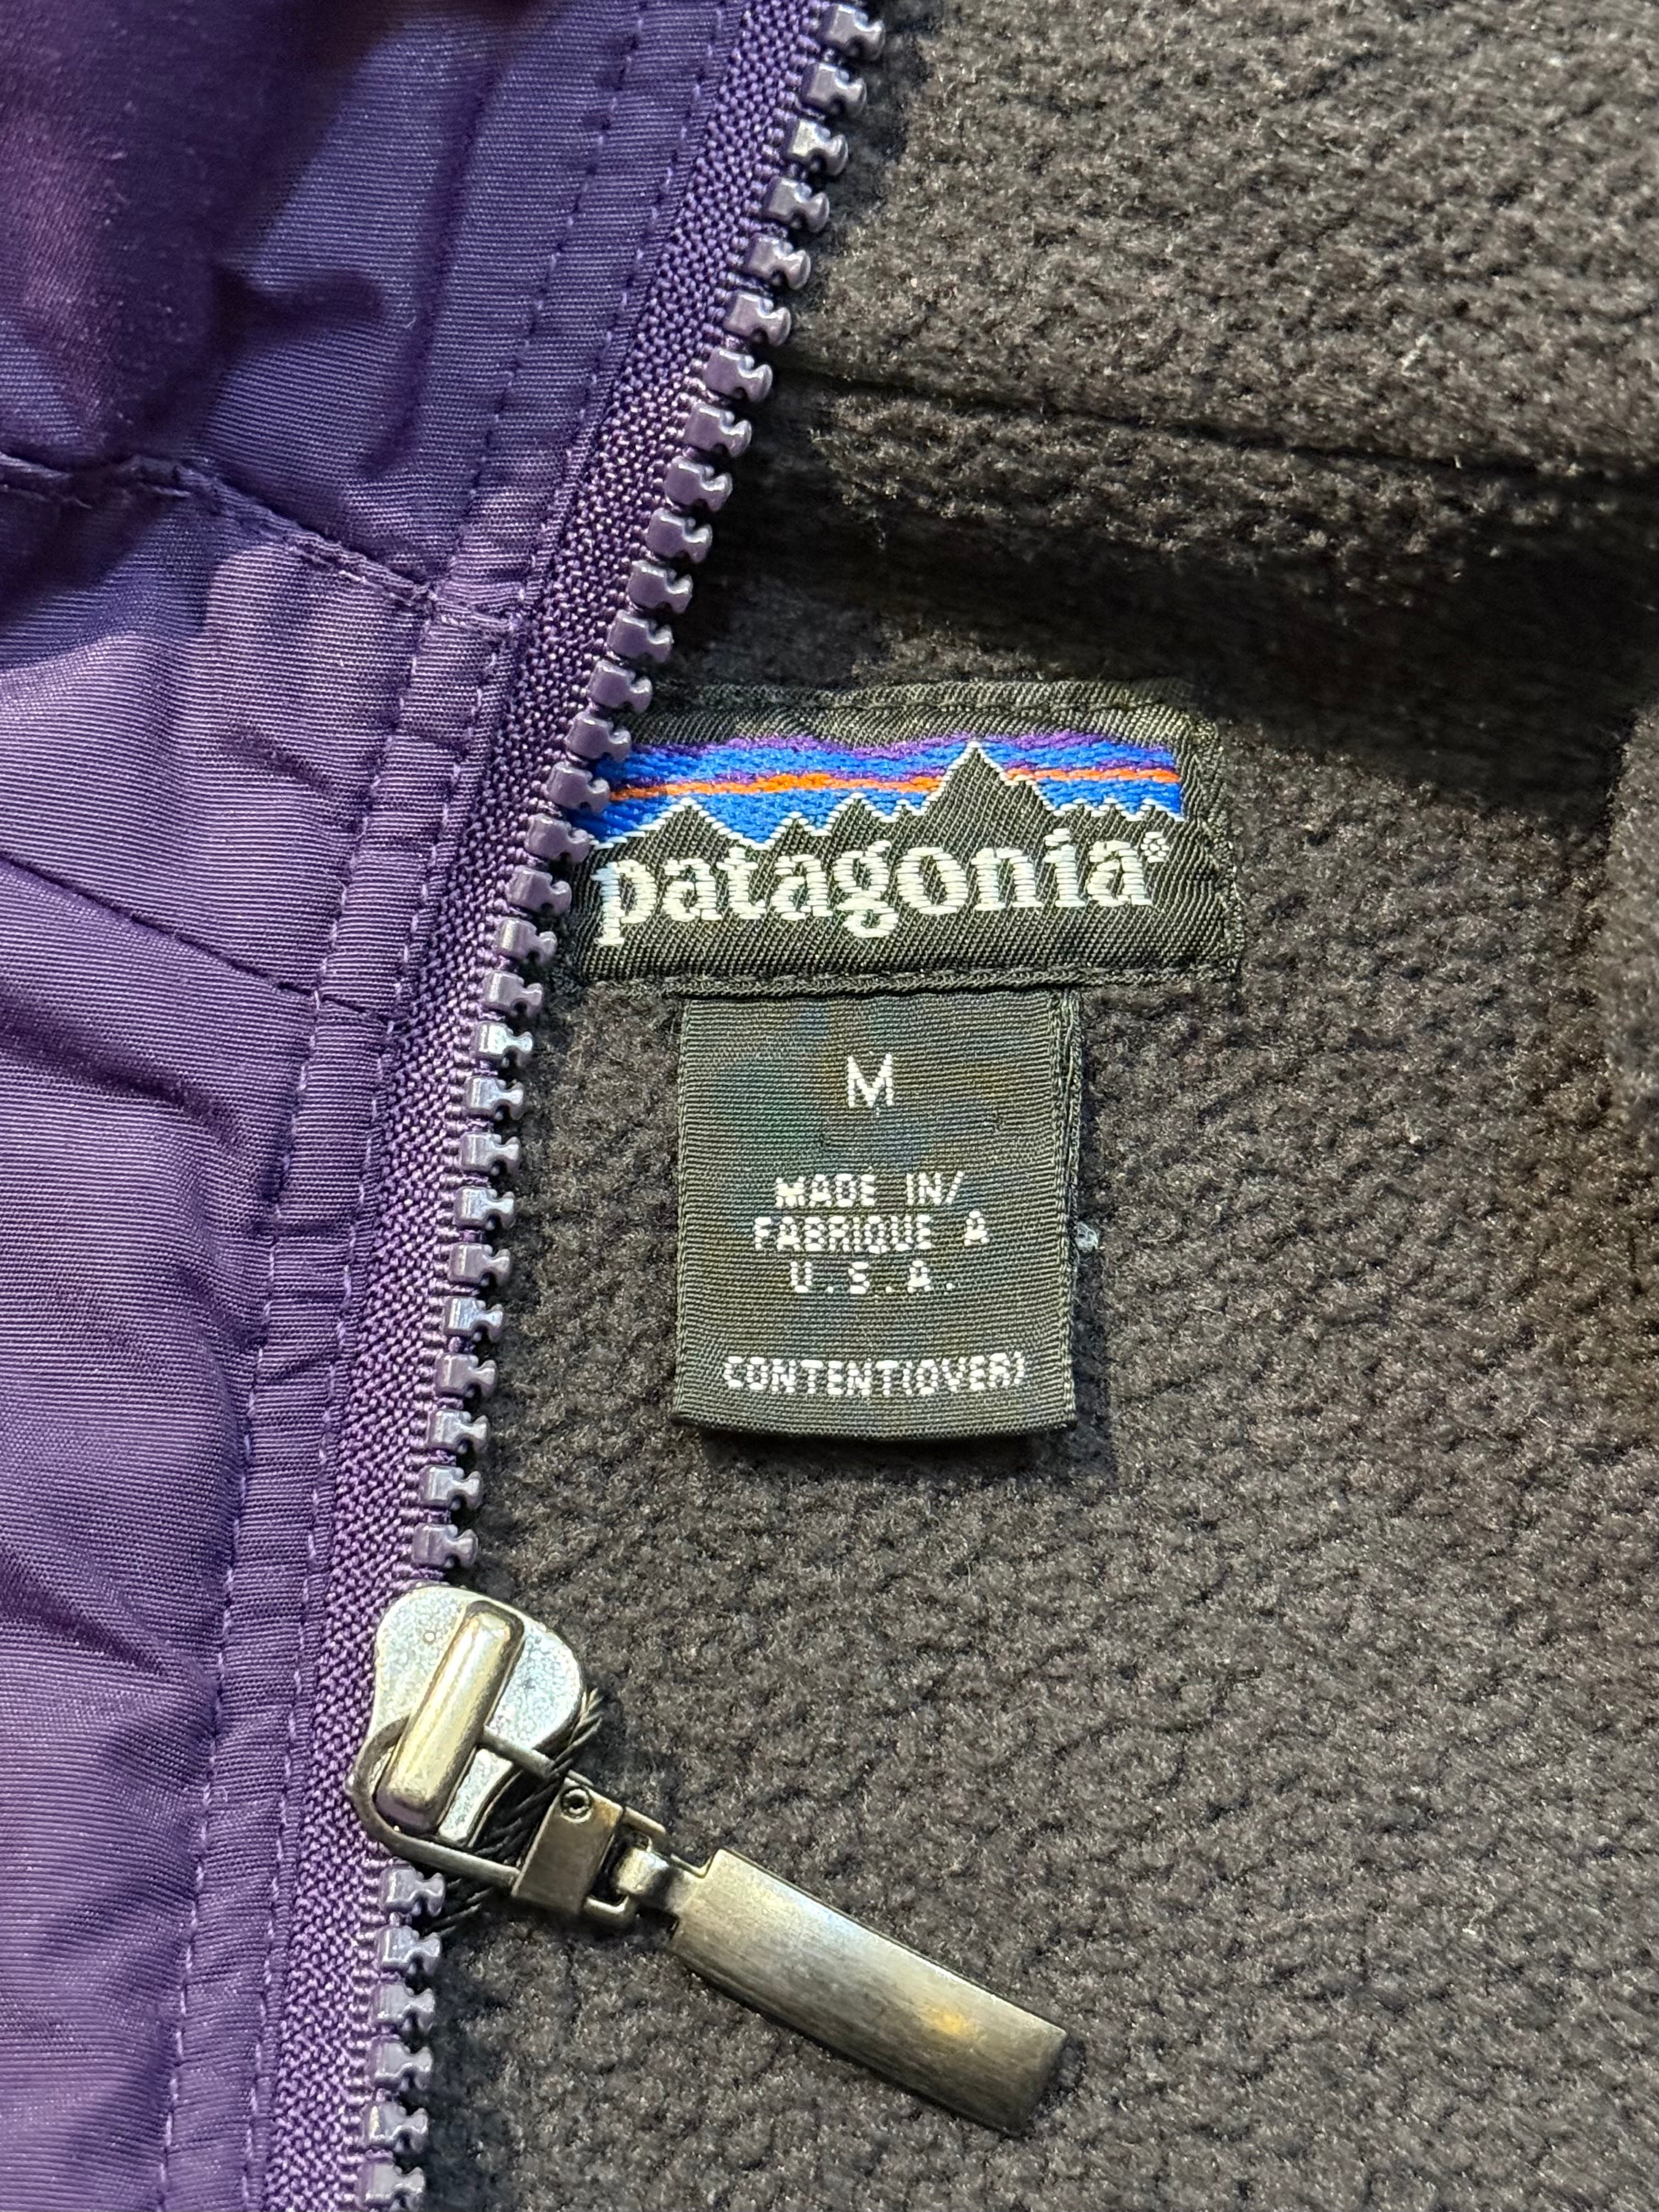 patagonia®
M
MADE IN/
FABRIQUE A
U.S.A.
CONTENT(OVER)